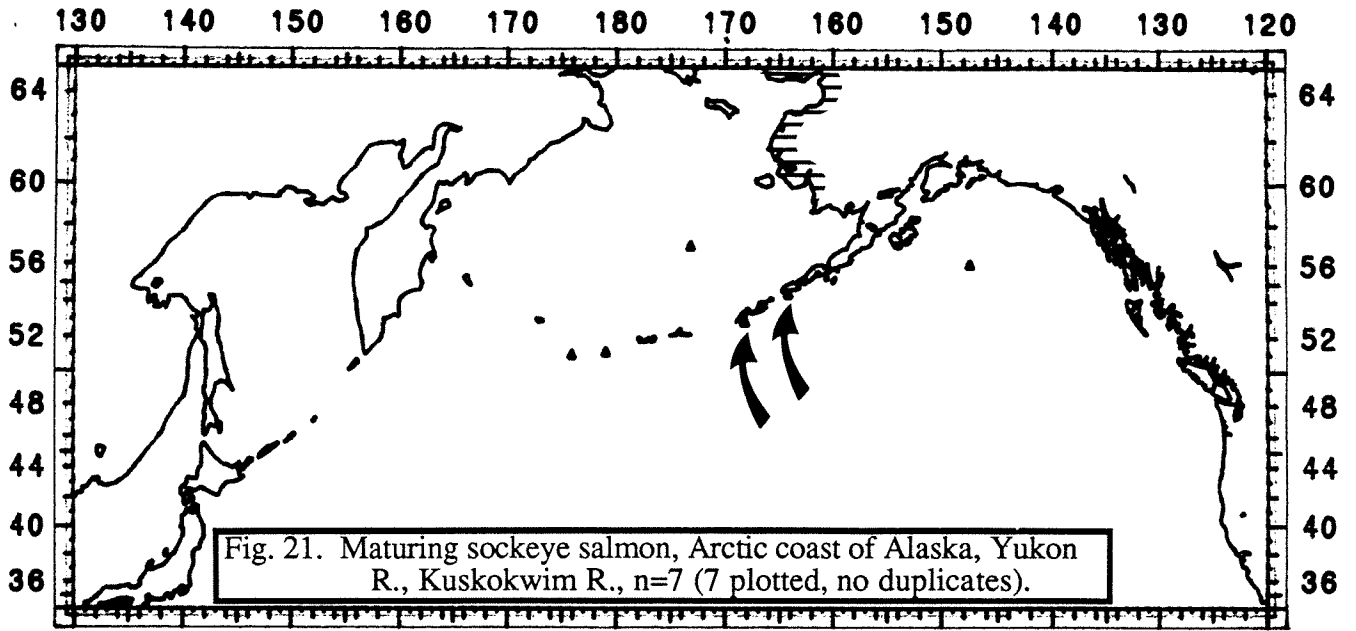 130 140 150 160 170 180 170 160 150 140 130 120
64 64
60 60
56 56
52 52
48 48
44 44
40 40
36 36
Fig. 21. Maturing sockeye salmon, Arctic coast of Alaska, Yukon
R., Kuskokwim R., n=7 (7 plotted, no duplicates).